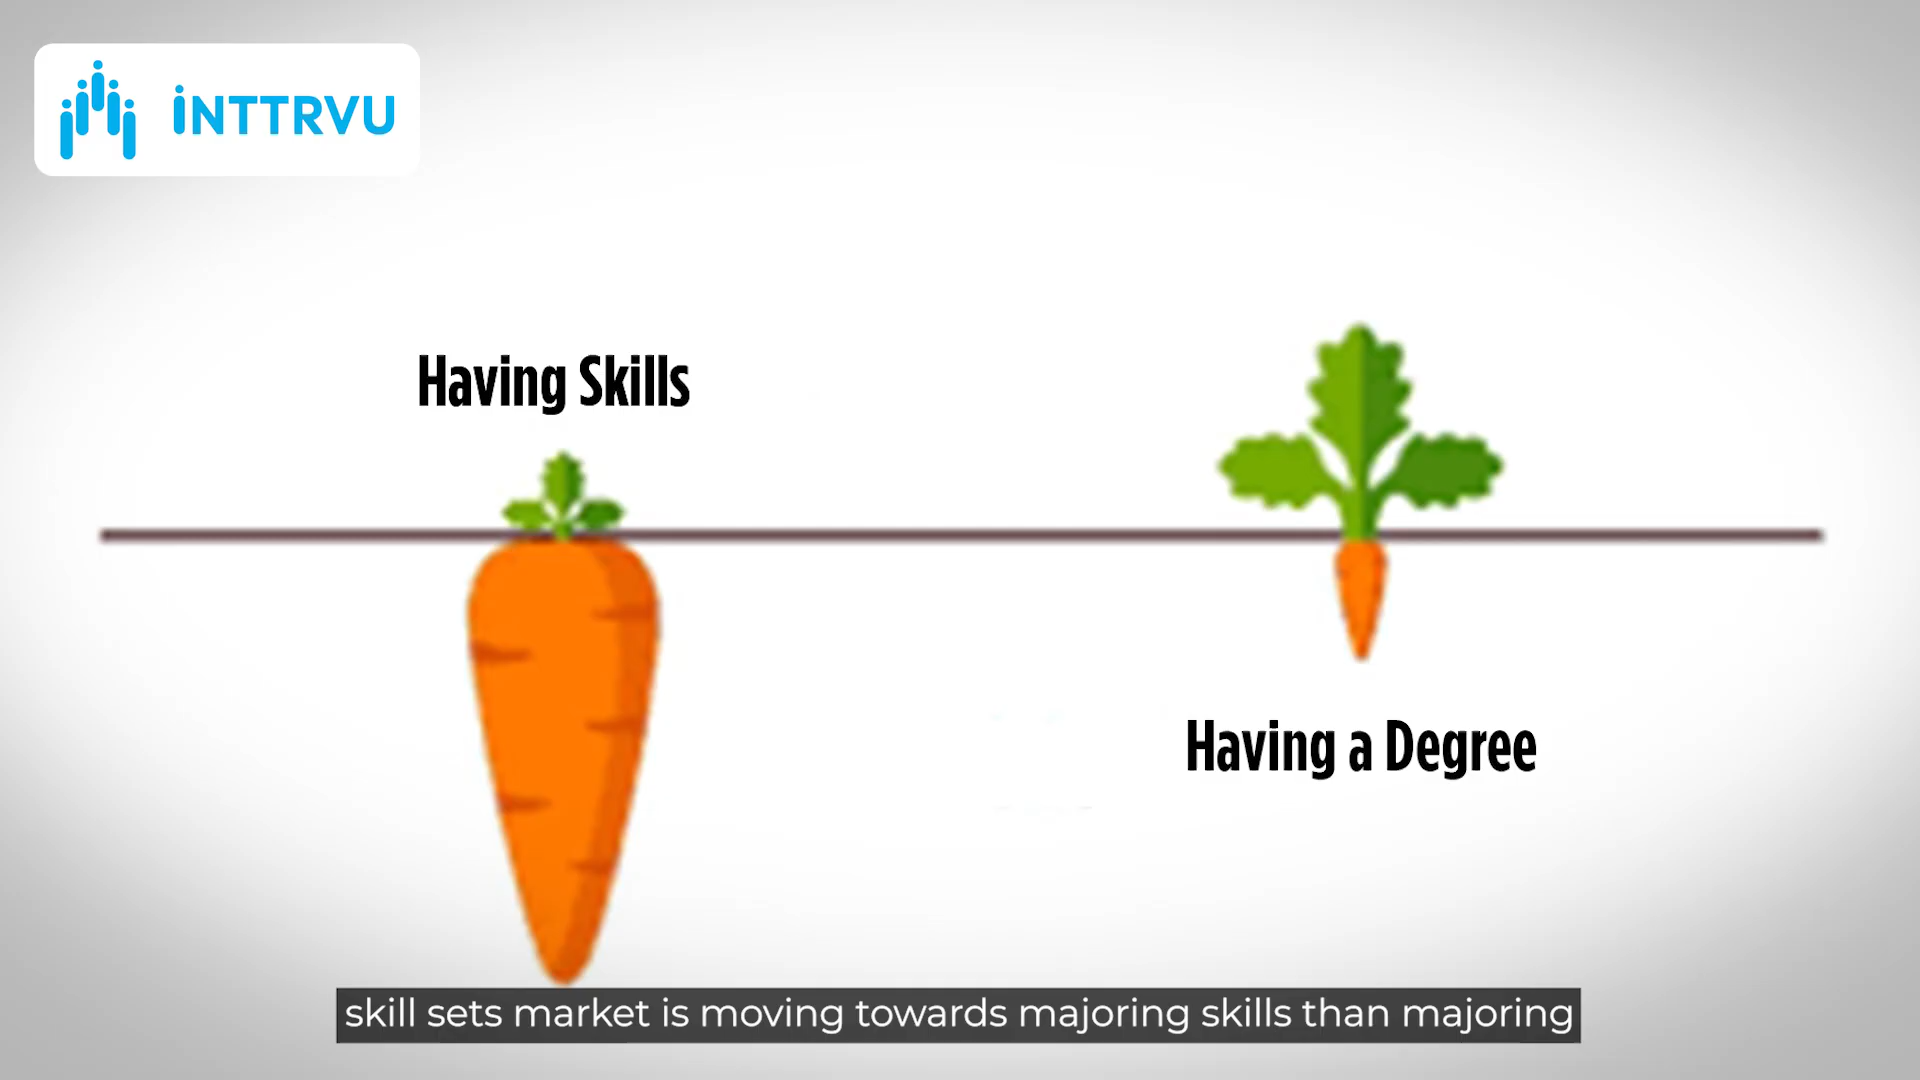 iNTTRVU
Having Skills
Having a Degree
skill sets market is moving towards majoring skills than majoring